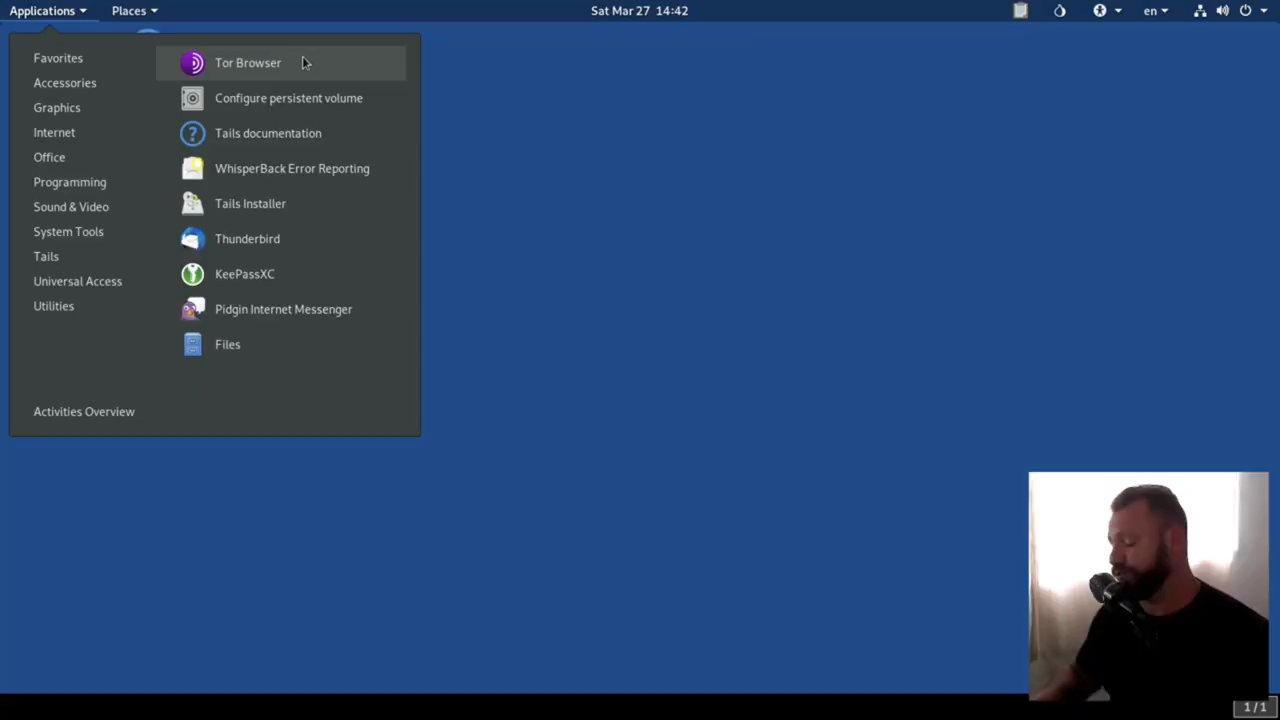 Applications Places Sat Mar 27 14:42 en
Favorites
Accessories
Graphics
Internet
Office
Programming
Sound & Video
System Tools
Tails
Universal Access
Utilities
Activities Overview
Tor Browser
Configure persistent volume
Tails documentation
WhisperBack Error Reporting
Tails Installer
Thunderbird
KeePassXC
Pidgin Internet Messenger
Files
1/1